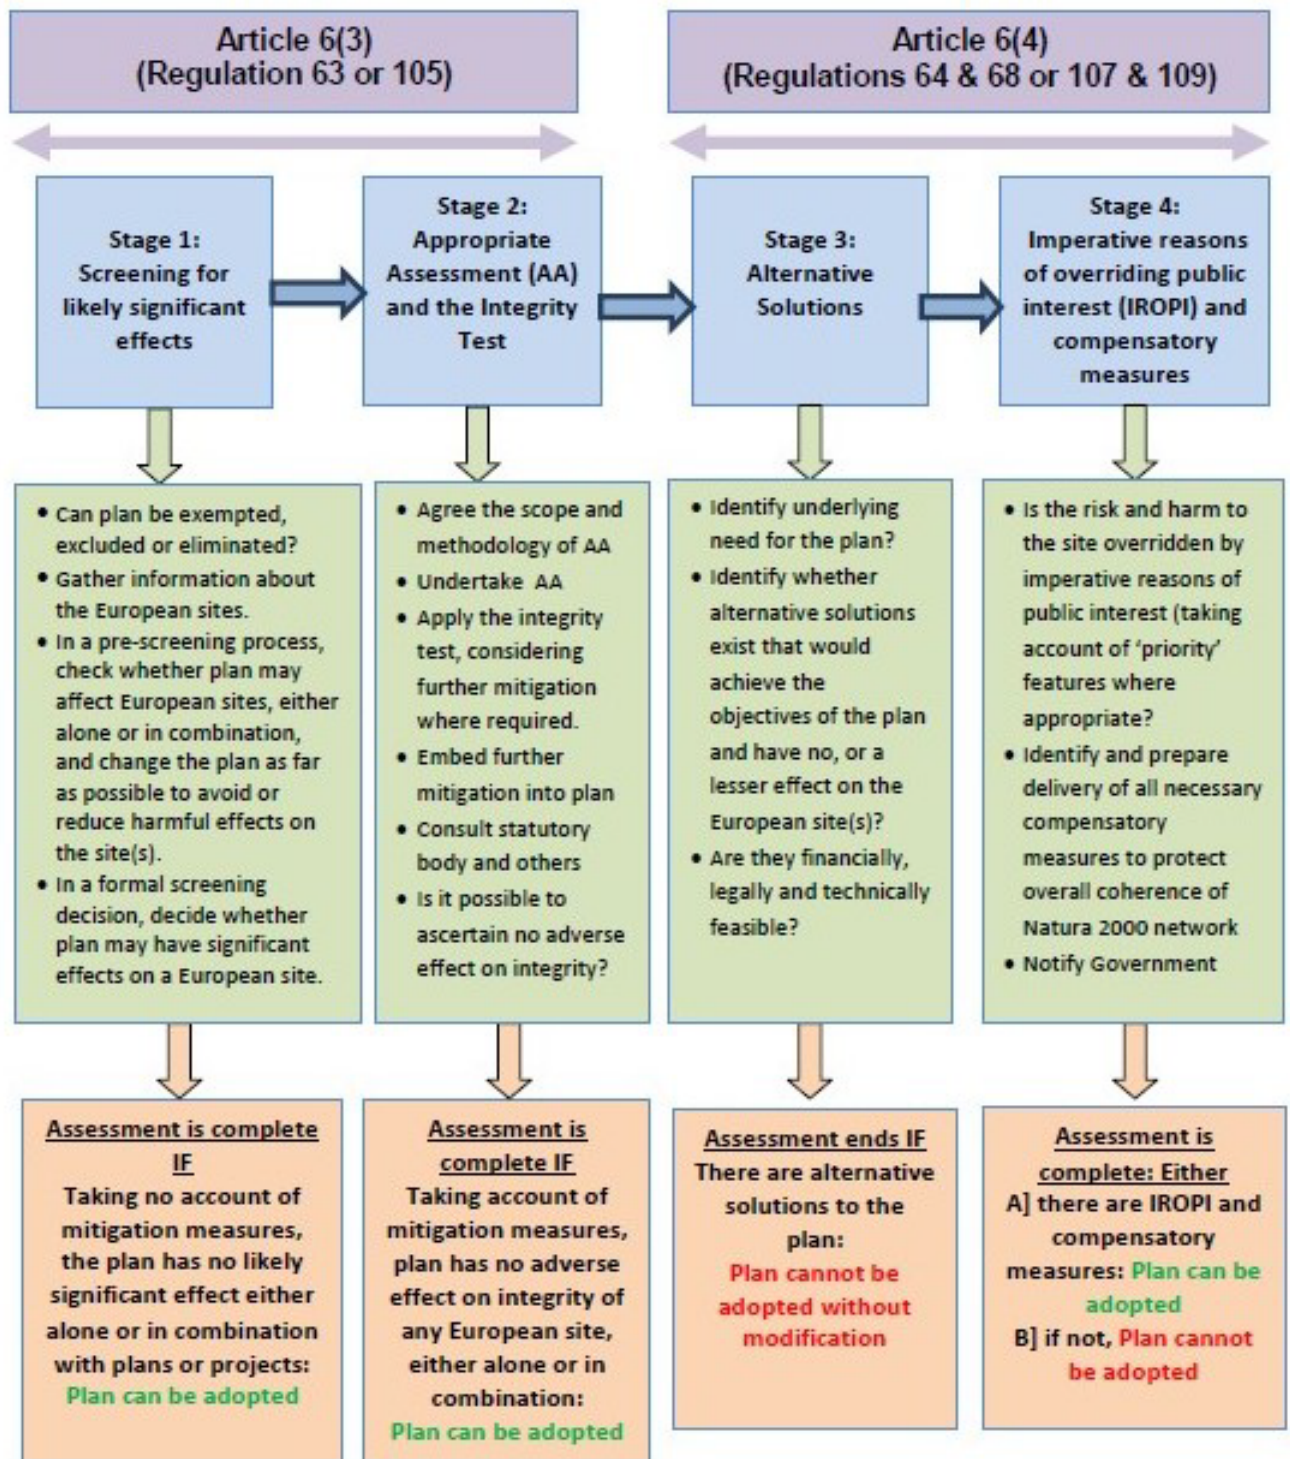 Article 6(3)
(Regulation 63 or 105)
Article 6(4)
(Regulations 64 & 68 or 107 & 109)
Stage 1:
Screening for
likely significant
effects
Stage 2:
Appropriate
Assessment (AA)
and the Integrity
Test
Stage 3:
Alternative
Solutions
Stage 4:
Imperative reasons
of overriding public
interest (IROPI) and
compensatory
measures
• Can plan be exempted,
excluded or eliminated?
• Gather information about
the European sites.
• In a pre-screening process,
check whether plan may
affect European sites, either
alone or in combination,
and change the plan as far
as possible to avoid or
reduce harmful effects on
the site(s).
• In a formal screening
decision, decide whether
plan may have significant
effects on a European site.
• Agree the scope and
methodology of AA
• Undertake AA
• Apply the integrity
test, considering
further mitigation
where required.
• Embed further
mitigation into plan
• Consult statutory
body and others
• Is it possible to
ascertain no adverse
effect on integrity?
• Identify underlying
need for the plan?
• Identify whether
alternative solutions
exist that would
achieve the
objectives of the plan
and have no, or a
lesser effect on the
European site(s)?
• Are they financially,
legally and technically
feasible?
• Is the risk and harm to
the site overridden by
imperative reasons of
public interest (taking
account of ‘priority’
features where
appropriate?
• Identify and prepare
delivery of all necessary
compensatory
measures to protect
overall coherence of
Natura 2000 network
• Notify Government
Assessment is complete
IF
Taking no account of
mitigation measures,
the plan has no likely
significant effect either
alone or in combination
with plans or projects:
Plan can be adopted
Assessment is
complete IF
Taking account of
mitigation measures,
plan has no adverse
effect on integrity of
any European site,
either alone or in
combination:
Plan can be adopted
Assessment ends IF
There are alternative
solutions to the
plan:
Plan cannot be
adopted without
modification
Assessment is
complete: Either
A] there are IROPI and
compensatory
measures: Plan can be
adopted
B] if not, Plan cannot
be adopted